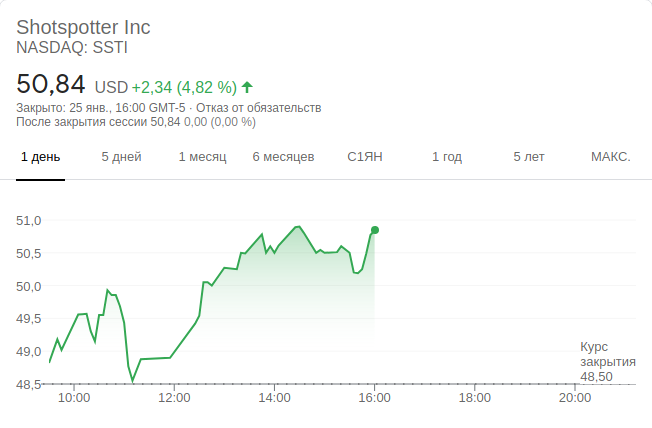 Shotspotter Inc
NASDAQ: SSTI
50,84 USD +2,34 (4,82 %)
Закрыто: 25 янв., 16:00 GMT-5 · Отказ от обязательств
После закрытия сессии 50,84 0,00 (0,00 %)
1 день 5 дней 1 месяц 6 месяцев С1ЯН 1 год 5 лет МАКС.
51,0
50,5
50,0
49,5
49,0
48,5
Курс
закрытия
48,50
10:00 12:00 14:00 16:00 18:00 20:00